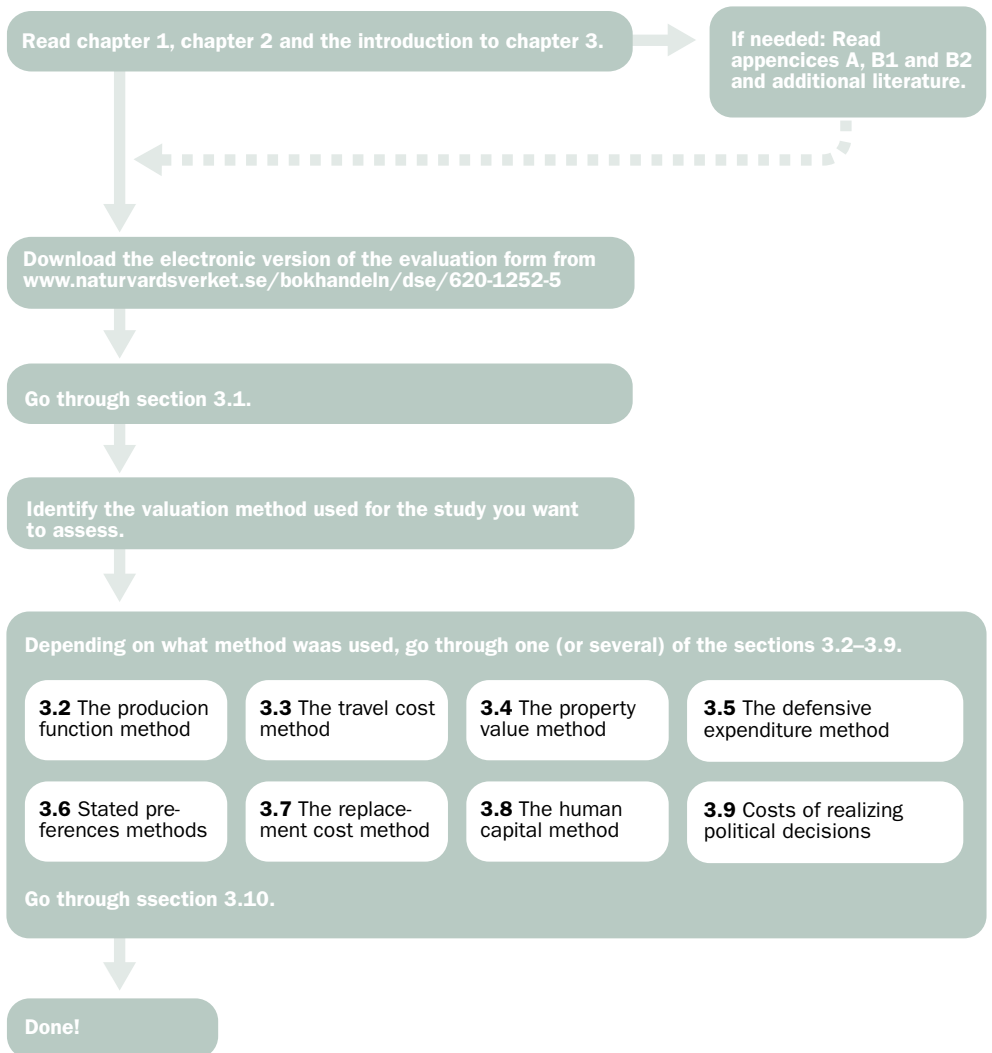 Read chapter 1, chapter 2 and the introduction to chapter 3.
If needed: Read
appencices A, B1 and B2
and additional literature.
Download the electronic version of the evaluation form from
www.naturvardsverket.se/bokhandeln/dse/620-1252-5
Go through section 3.1.
Identify the valuation method used for the study you want
to assess.
Depending on what method waas used, go through one (or several) of the sections 3.2–3.9.
3.2 The producion
function method
3.3 The travel cost
method
3.4 The property
value method
3.5 The defensive
expenditure method
3.6 Stated pre-
ferences methods
3.7 The replace-
ment cost method
3.8 The human
capital method
3.9 Costs of realizing
political decisions
Go through ssection 3.10.
Done!